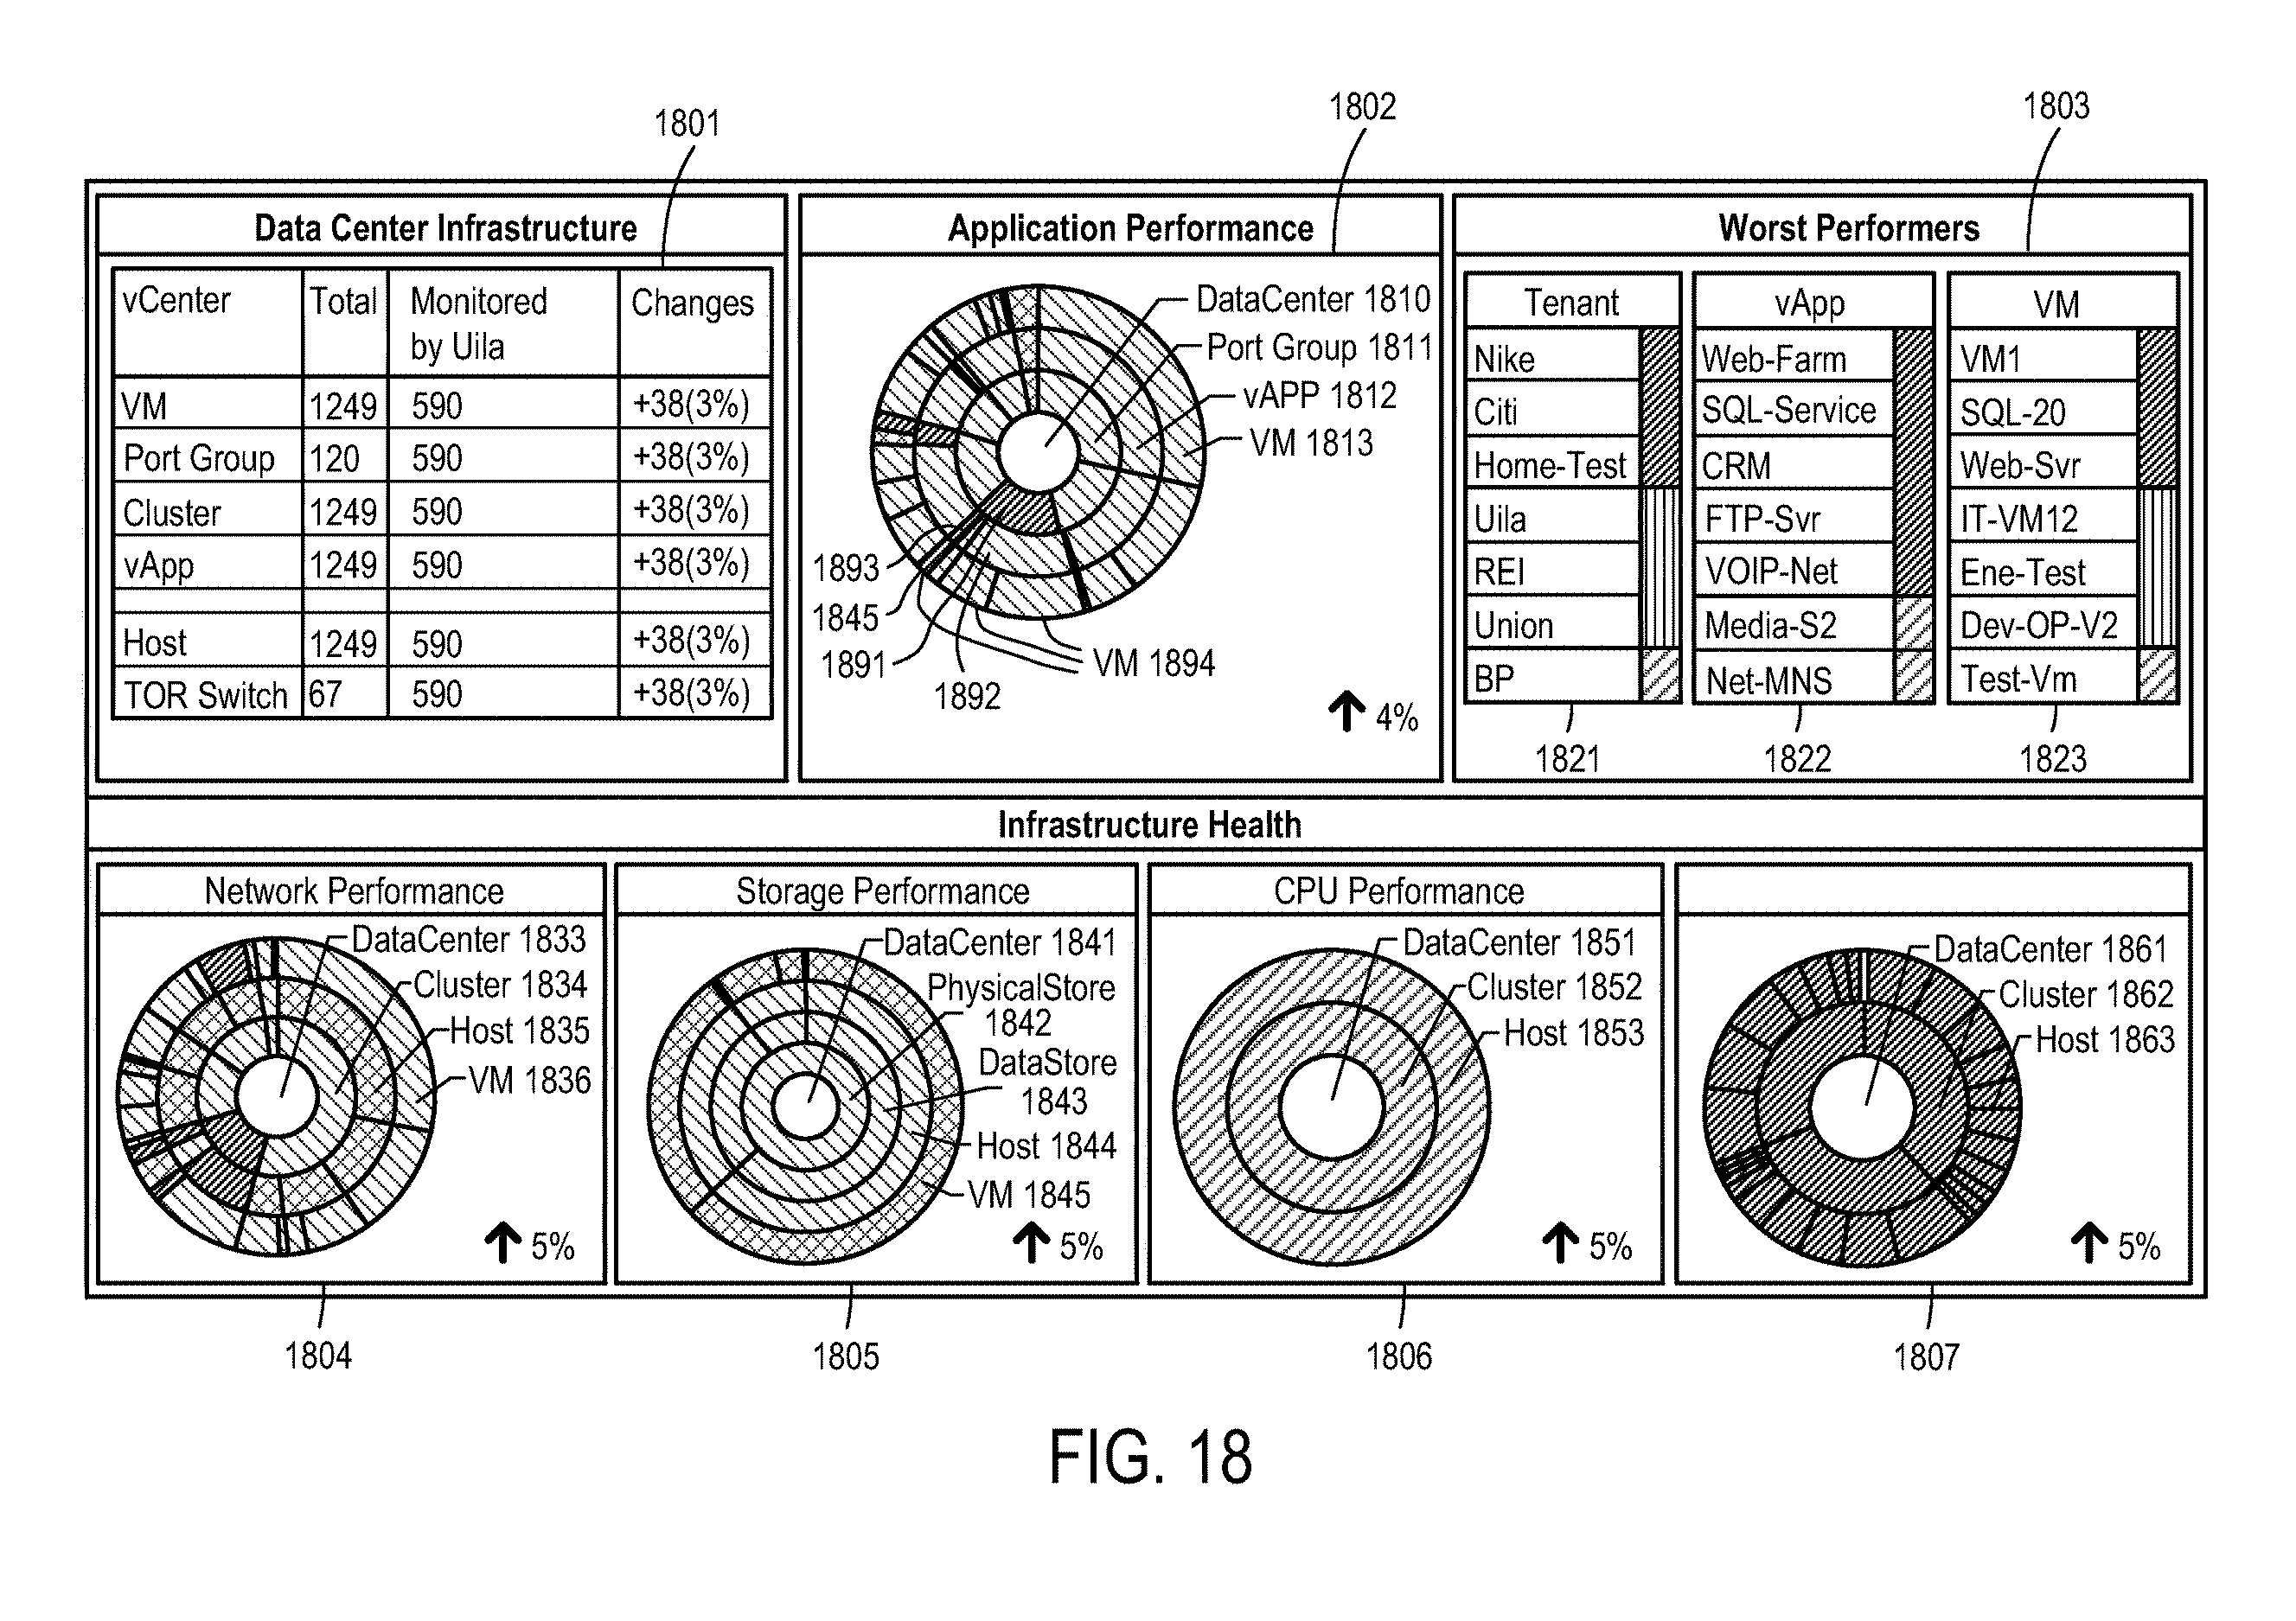 1801
1802
1803
Data Center Infrastructure
vCenter Total Monitored by Uila Changes
VM 1249 590 +38(3%)
Port Group 120 590 +38(3%)
Cluster 1249 590 +38(3%)
vApp 1249 590 +38(3%)
Host 1249 590 +38(3%)
TOR Switch 67 590 +38(3%)
Application Performance
DataCenter 1810
Port Group 1811
vAPP 1812
VM 1813
1893
1845
1891
1892
VM 1894
4%
Worst Performers
Tenant
Nike
Citi
Home-Test
Uila
REI
Union
BP
1821
vApp
Web-Farm
SQL-Service
CRM
FTP-Svr
VOIP-Net
Media-S2
Net-MNS
1822
VM
VM1
SQL-20
Web-Svr
IT-VM12
Ene-Test
Dev-OP-V2
Test-Vm
1823
Infrastructure Health
Network Performance
DataCenter 1833
Cluster 1834
Host 1835
VM 1836
5%
1804
Storage Performance
DataCenter 1841
PhysicalStore
1842
DataStore
1843
Host 1844
VM 1845
5%
1805
CPU Performance
DataCenter 1851
Cluster 1852
Host 1853
5%
1806
DataCenter 1861
Cluster 1862
Host 1863
5%
1807
FIG. 18